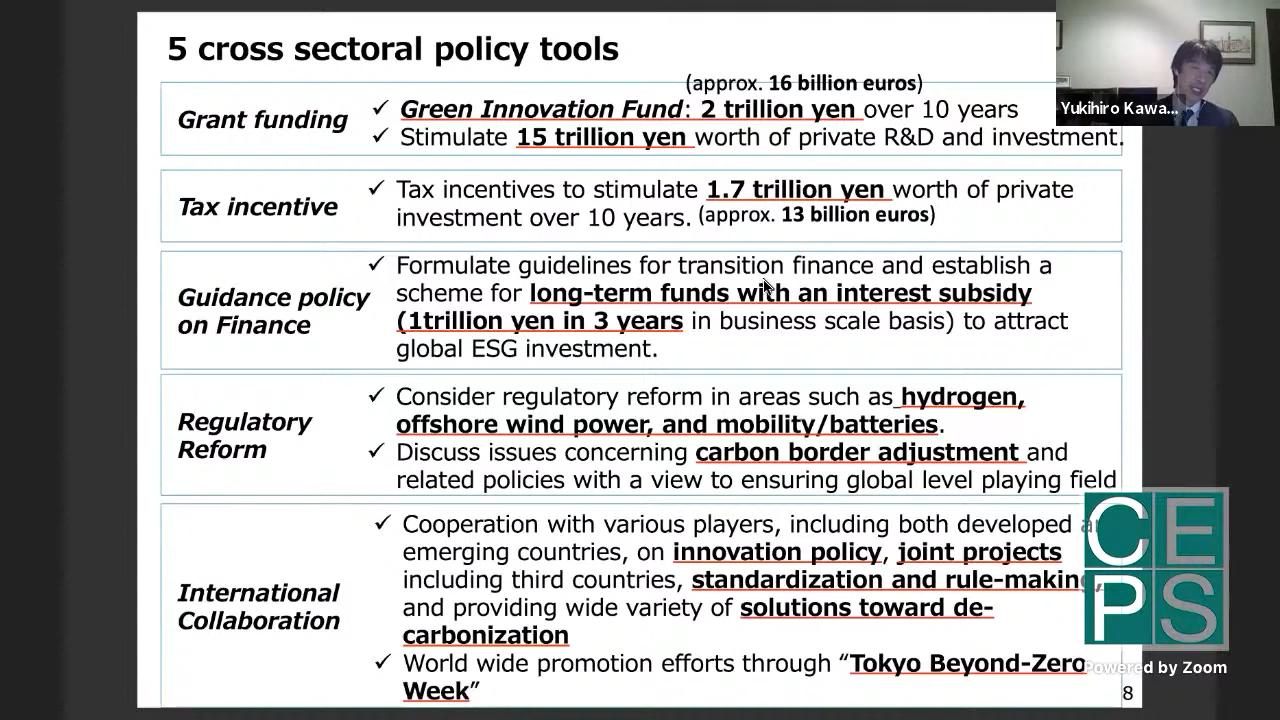 5 cross sectoral policy tools
(approx. 16 billion euros)
Grant funding
✓ Green Innovation Fund: 2 trillion yen over 10 years
✓ Stimulate 15 trillion yen worth of private R&D and investment.
Tax incentive
✓ Tax incentives to stimulate 1.7 trillion yen worth of private
investment over 10 years. (approx. 13 billion euros)
Guidance policy
on Finance
✓ Formulate guidelines for transition finance and establish a
scheme for long-term funds with an interest subsidy
(1trillion yen in 3 years in business scale basis) to attract
global ESG investment.
Regulatory
Reform
✓ Consider regulatory reform in areas such as hydrogen,
offshore wind power, and mobility/batteries.
✓ Discuss issues concerning carbon border adjustment and
related policies with a view to ensuring global level playing field
International
Collaboration
✓ Cooperation with various players, including both developed
emerging countries, on innovation policy, joint projects
including third countries, standardization and rule-making,
and providing wide variety of solutions toward de-
carbonization
✓ World wide promotion efforts through “Tokyo Beyond-Zero
Week”
8
Yukihiro Kawa...
CE
PS
Powered by Zoom